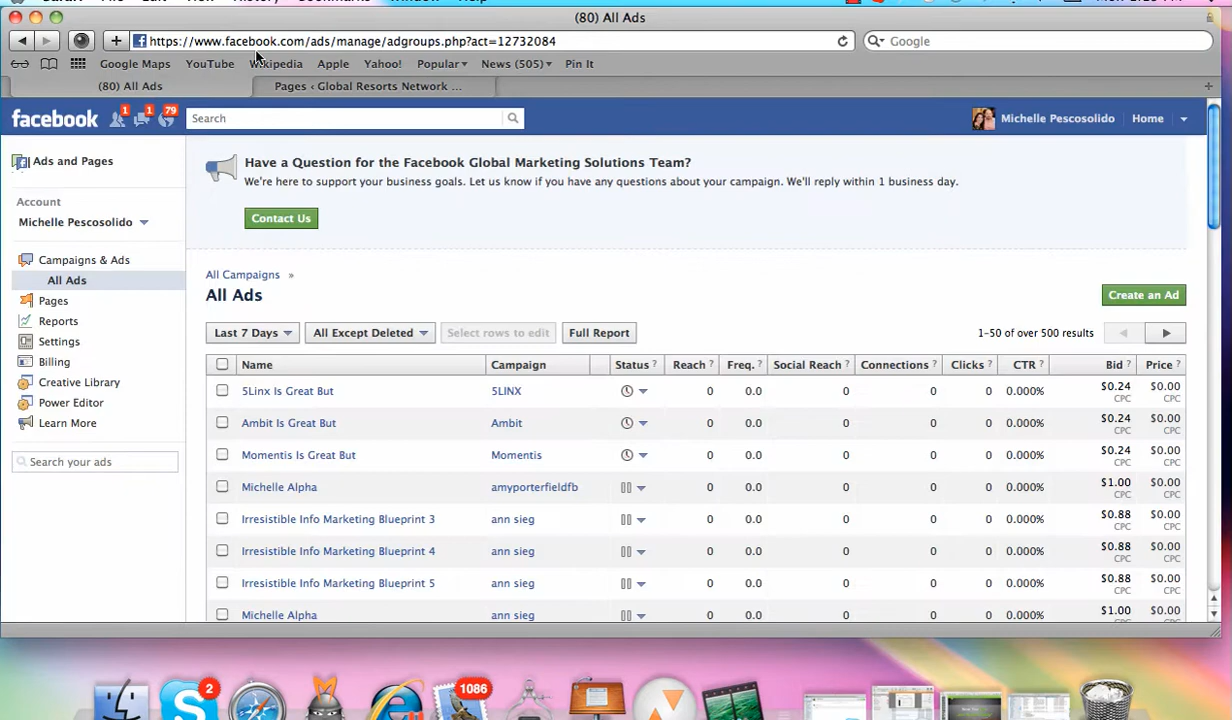 (80) All Ads
https://www.facebook.com/ads/manage/adgroups.php?act=12732084
Google
Google Maps YouTube Wikipedia Apple Yahoo! Popular News (505) Pin It
(80) All Ads Pages ‹ Global Resorts Network ...
facebook 1 1 79 Search Michelle Pescosolido Home
Ads and Pages
Account
Michelle Pescosolido
Campaigns & Ads
All Ads
Pages
Reports
Settings
Billing
Creative Library
Power Editor
Learn More
Search your ads
Have a Question for the Facebook Global Marketing Solutions Team?
We're here to support your business goals. Let us know if you have any questions about your campaign. We'll reply within 1 business day.
Contact Us
All Campaigns »
All Ads
Create an Ad
Last 7 Days All Except Deleted Select rows to edit Full Report 1-50 of over 500 results
Name Campaign Status ? Reach ? Freq. ? Social Reach ? Connections ? Clicks ? CTR ? Bid ? Price ?
5Linx Is Great But 5LINX 0 0.0 0 0 0 0.000% $0.24 CPC $0.00 CPC
Ambit Is Great But Ambit 0 0.0 0 0 0 0.000% $0.24 CPC $0.00 CPC
Momentis Is Great But Momentis 0 0.0 0 0 0 0.000% $0.24 CPC $0.00 CPC
Michelle Alpha amyporterfieldfb 0 0.0 0 0 0 0.000% $1.00 CPC $0.00 CPC
Irresistible Info Marketing Blueprint 3 ann sieg 0 0.0 0 0 0 0.000% $0.88 CPC $0.00 CPC
Irresistible Info Marketing Blueprint 4 ann sieg 0 0.0 0 0 0 0.000% $0.88 CPC $0.00 CPC
Irresistible Info Marketing Blueprint 5 ann sieg 0 0.0 0 0 0 0.000% $0.88 CPC $0.00 CPC
Michelle Alpha ann sieg 0 0.0 0 0 0 0.000% $1.00 $0.00
2 1086